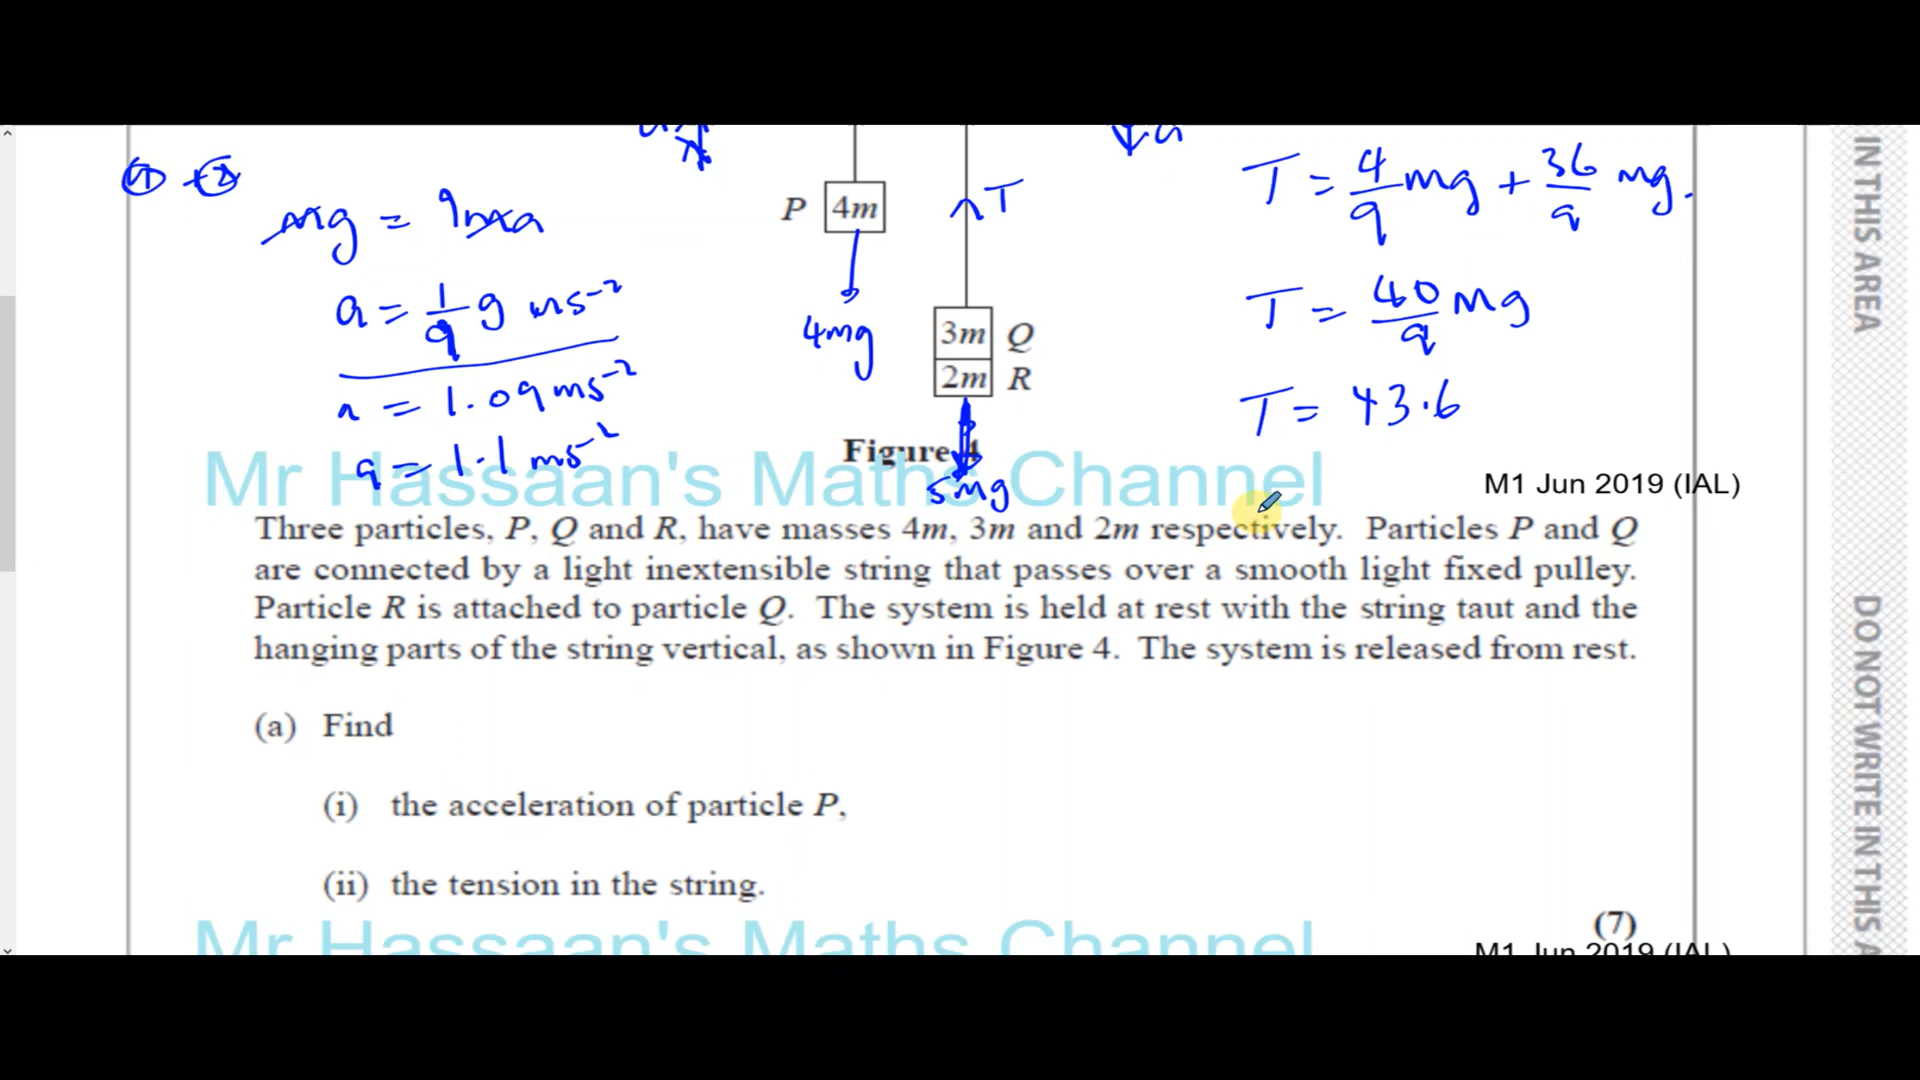 ① + ②
mg = 9ma
a = 1/9 g ms⁻²
a = 1.09 ms⁻²
a = 1.1 ms⁻²
a
P 4m
4mg
T
3m Q
2m R
5mg
Figure 4
T = 4/9 mg + 36/9 mg.
T = 40/9 mg
T = 43.6
Mr Hassaan's Maths Channel
M1 Jun 2019 (IAL)
Three particles, P, Q and R, have masses 4m, 3m and 2m respectively. Particles P and Q
are connected by a light inextensible string that passes over a smooth light fixed pulley.
Particle R is attached to particle Q. The system is held at rest with the string taut and the
hanging parts of the string vertical, as shown in Figure 4. The system is released from rest.
(a) Find
(i) the acceleration of particle P,
(ii) the tension in the string.
(7)
Mr Hassaan's Maths Channel
M1 Jun 2019 (IAL)
IN THIS AREA
DO NOT WRITE IN THIS A